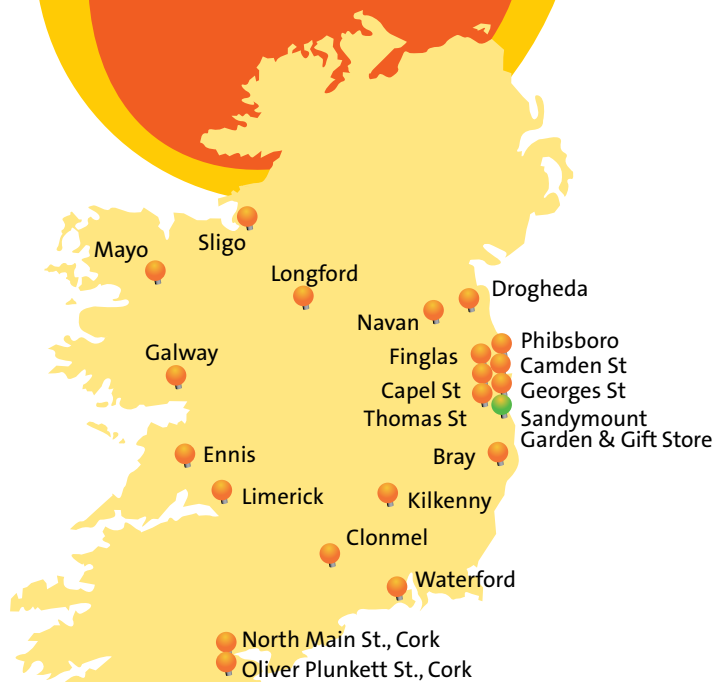 Sligo
Mayo
Longford
Drogheda
Navan
Phibsboro
Galway
Finglas
Camden St
Capel St
Georges St
Thomas St
Sandymount
Garden & Gift Store
Bray
Ennis
Limerick
Kilkenny
Clonmel
Waterford
North Main St., Cork
Oliver Plunkett St., Cork